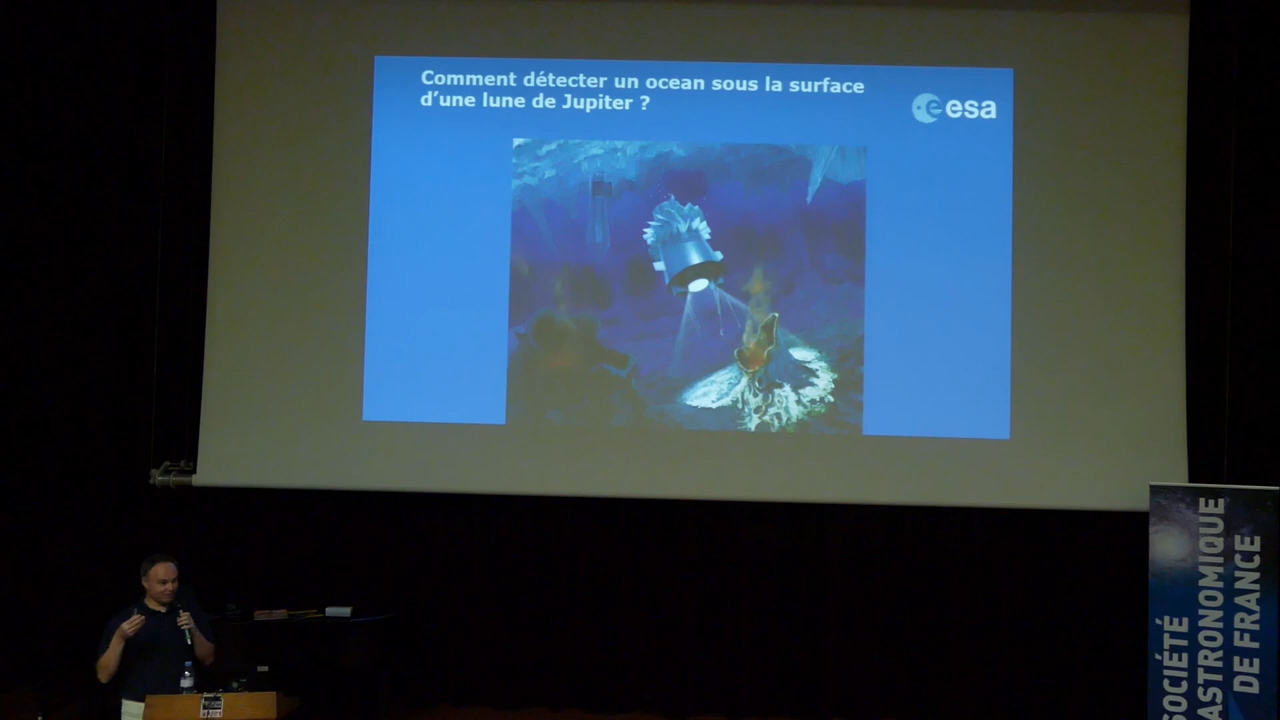 Comment détecter un ocean sous la surface
d'une lune de Jupiter ?
esa
SOCIÉTÉ
ASTRONOMIQUE
DE FRANCE